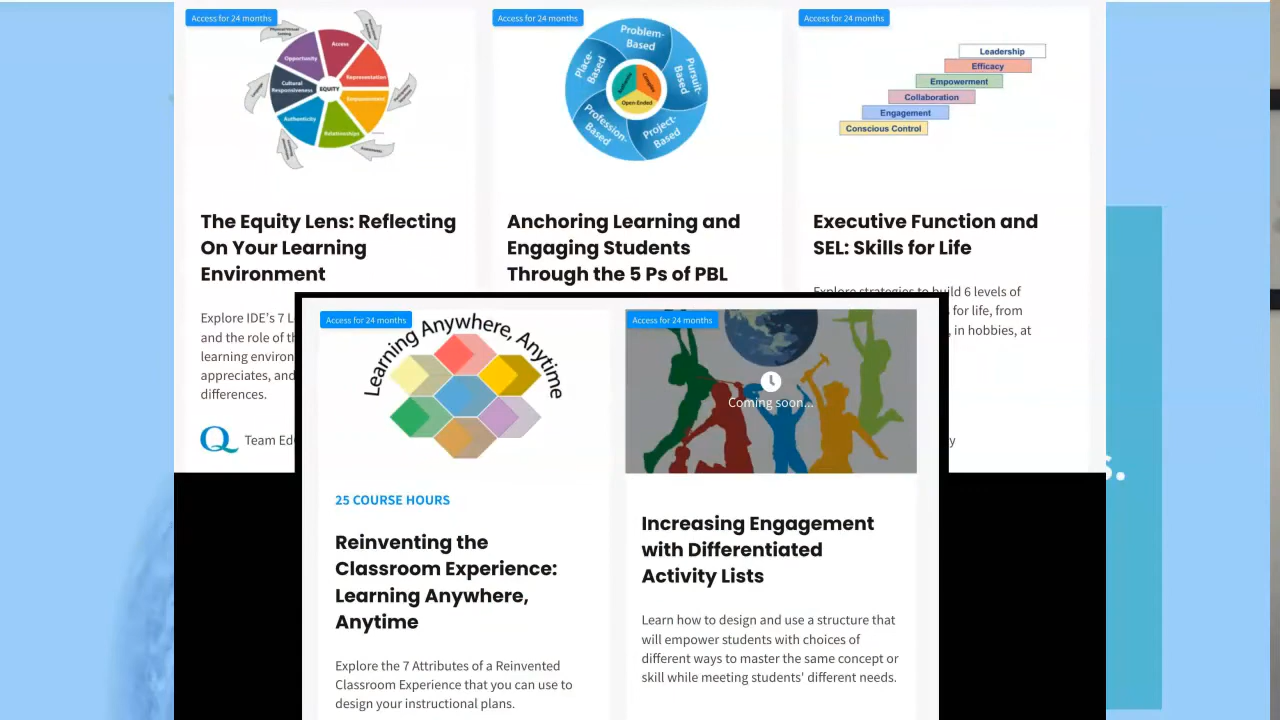 Access for 24 months
Access
Representation
Empowerment
Relationships
Authenticity
Cultural
Responsiveness
Opportunity
EQUITY
The Equity Lens: Reflecting
On Your Learning
Environment
Explore IDE's 7 L
and the role of th
learning environ
appreciates, and
differences.
Q Team Ed
Access for 24 months
Problem-
Based
Pursuit-
Based
Project-
Based
Profession-
Based
Place-
Based
Open-Ended
Anchoring Learning and
Engaging Students
Through the 5 Ps of PBL
Access for 24 months
Leadership
Efficacy
Empowerment
Collaboration
Engagement
Conscious Control
Executive Function and
SEL: Skills for Life
Explore strategies to build 6 levels of
for life, from
, in hobbies, at
y
s.
Access for 24 months
Learning Anywhere, Anytime
25 COURSE HOURS
Reinventing the
Classroom Experience:
Learning Anywhere,
Anytime
Explore the 7 Attributes of a Reinvented
Classroom Experience that you can use to
design your instructional plans.
Access for 24 months
Coming soon...
Increasing Engagement
with Differentiated
Activity Lists
Learn how to design and use a structure that
will empower students with choices of
different ways to master the same concept or
skill while meeting students' different needs.